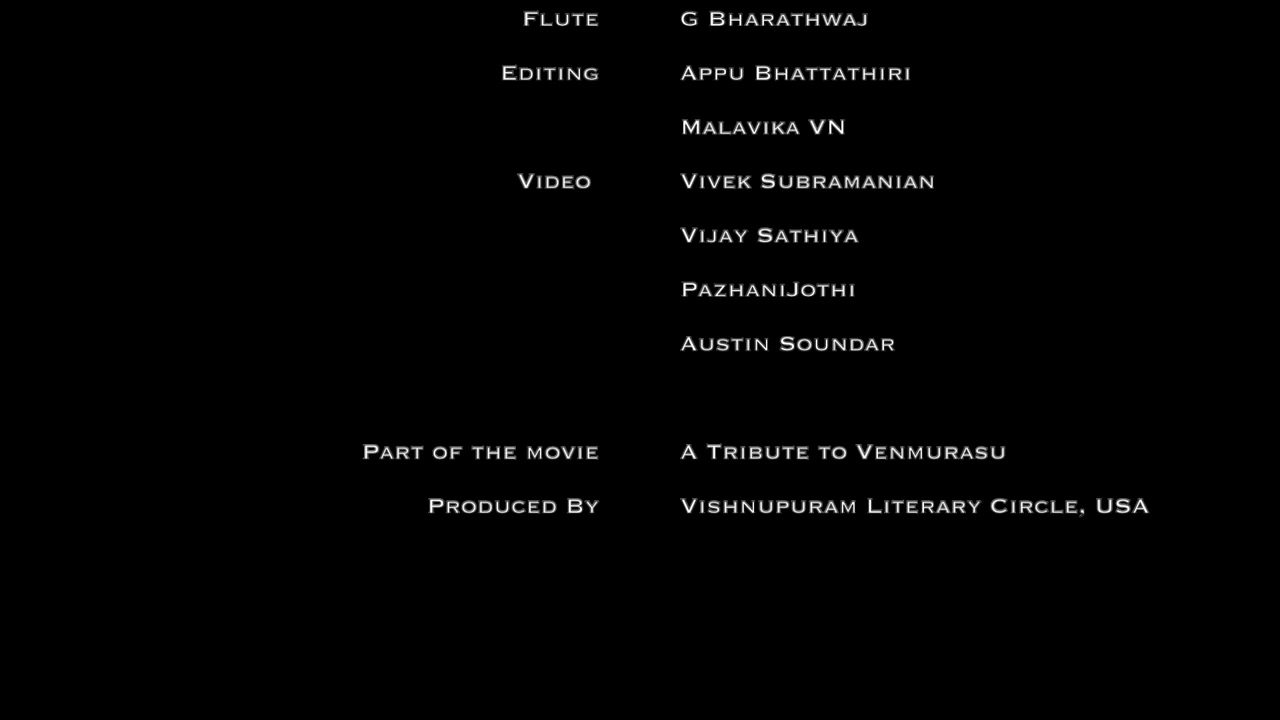 Flute G Bharathwaj
Editing Appu Bhattathiri
Malavika VN
Video Vivek Subramanian
Vijay Sathiya
PazhaniJothi
Austin Soundar
Part of the movie A Tribute to Venmurasu
Produced By Vishnupuram Literary Circle, USA